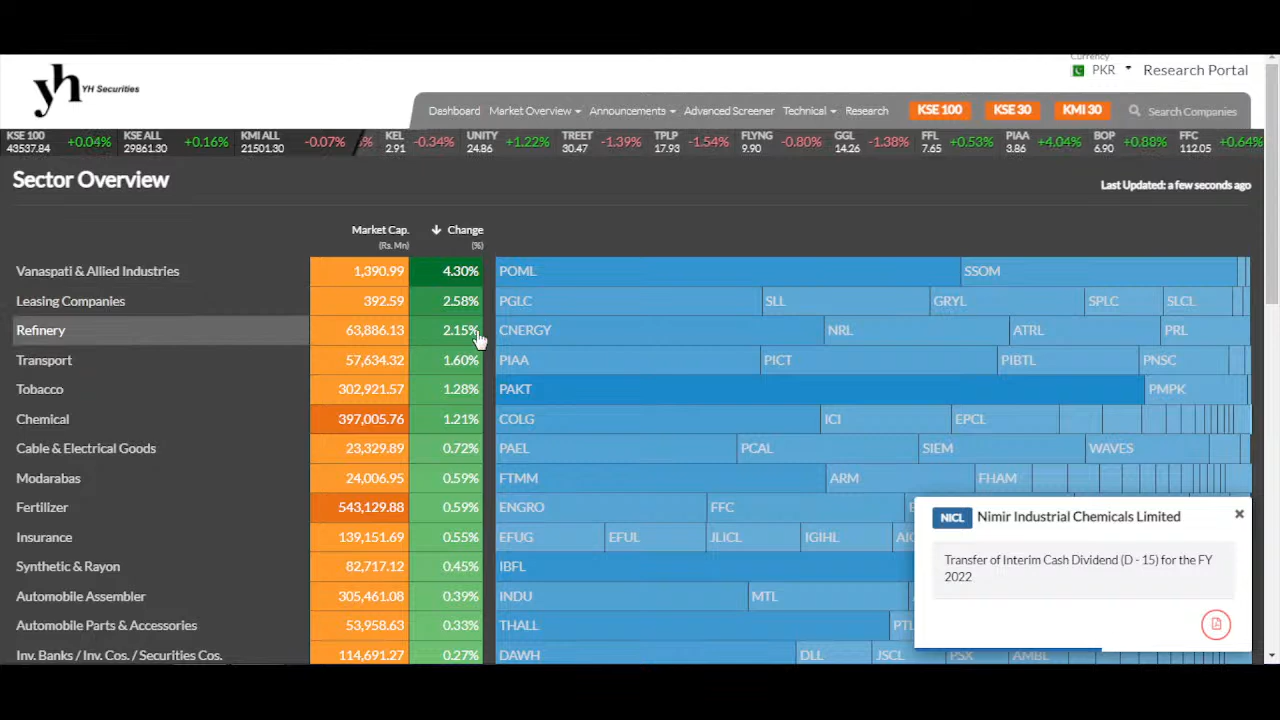 Currency
yh YH Securities
PKR Research Portal
Dashboard Market Overview Announcements Advanced Screener Technical Research KSE 100 KSE 30 KMI 30 Search Companies
KSE 100 KSE ALL KMI ALL KEL UNITY TREET TPLP FLYNG GGL FFL PIAA BOP FFC
43537.84 +0.04% 29861.30 +0.16% 21501.30 -0.07% % 2.91 -0.34% 24.86 +1.22% 30.47 -1.39% 17.93 -1.54% 9.90 -0.80% 14.26 -1.38% 7.65 +0.53% 3.86 +4.04% 6.90 +0.88% 112.05 +0.64%
Sector Overview
Last Updated: a few seconds ago
Market Cap. Change
(Rs. Mn) (%)
Vanaspati & Allied Industries 1,390.99 4.30% POML SSOM
Leasing Companies 392.59 2.58% PGLC SLL GRYL SPLC SLCL
Refinery 63,886.13 2.15% CNERGY NRL ATRL PRL
Transport 57,634.32 1.60% PIAA PICT PIBTL PNSC
Tobacco 302,921.57 1.28% PAKT PMPK
Chemical 397,005.76 1.21% COLG ICI EPCL
Cable & Electrical Goods 23,329.89 0.72% PAEL PCAL SIEM WAVES
Modarabas 24,006.95 0.59% FTMM ARM FHAM
Fertilizer 543,129.88 0.59% ENGRO FFC
Insurance 139,151.69 0.55% EFUG EFUL JLICL IGIHL
Synthetic & Rayon 82,717.12 0.45% IBFL
Automobile Assembler 305,461.08 0.39% INDU MTL
Automobile Parts & Accessories 53,958.63 0.33% THALL
Inv. Banks / Inv. Cos. / Securities Cos. 114,691.27 0.27% DAWH DLL JSCL PSX AMBL
NICL Nimir Industrial Chemicals Limited
Transfer of Interim Cash Dividend (D - 15) for the FY
2022